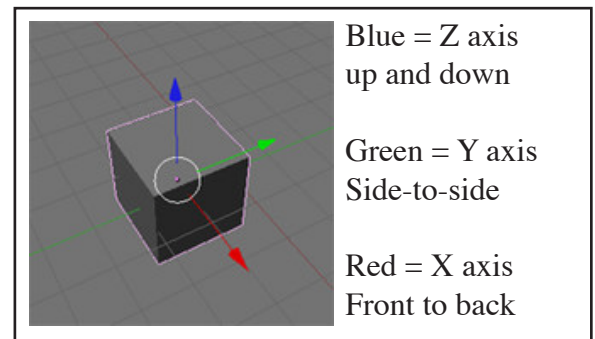 Blue = Z axis
up and down
Green = Y axis
Side-to-side
Red = X axis
Front to back